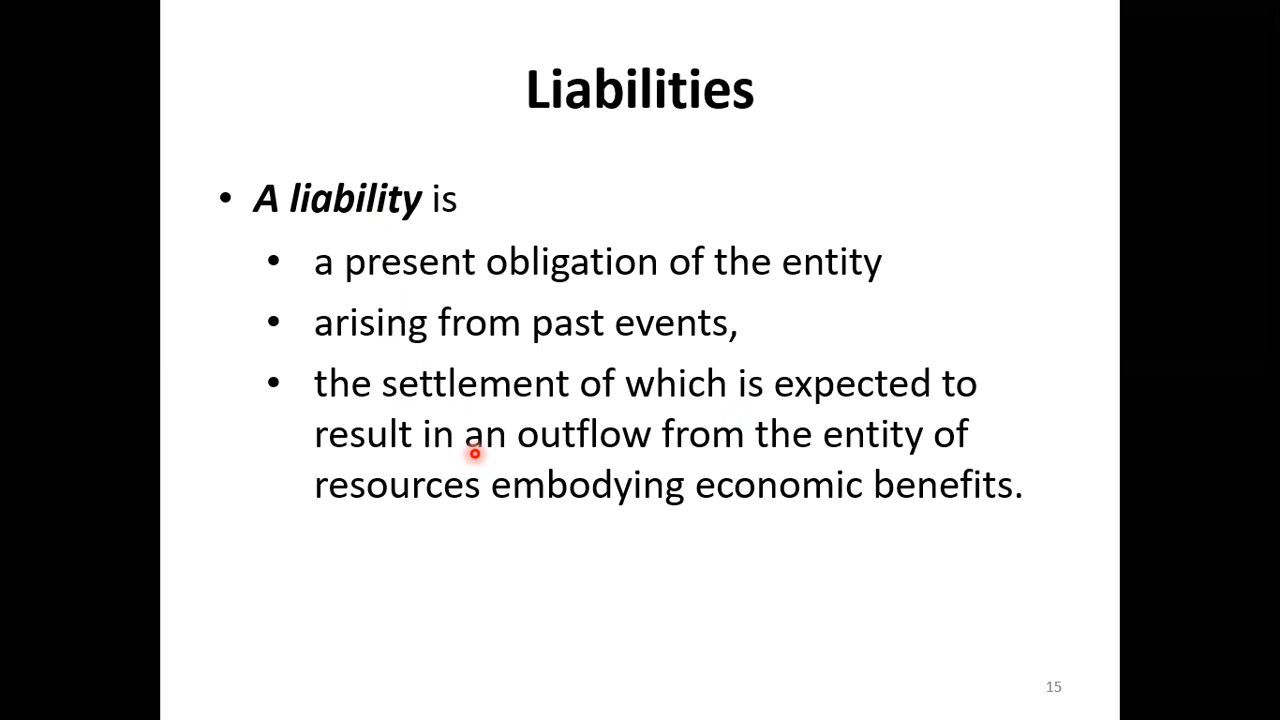 Liabilities
• A liability is
• a present obligation of the entity
• arising from past events,
• the settlement of which is expected to
result in an outflow from the entity of
resources embodying economic benefits.
15